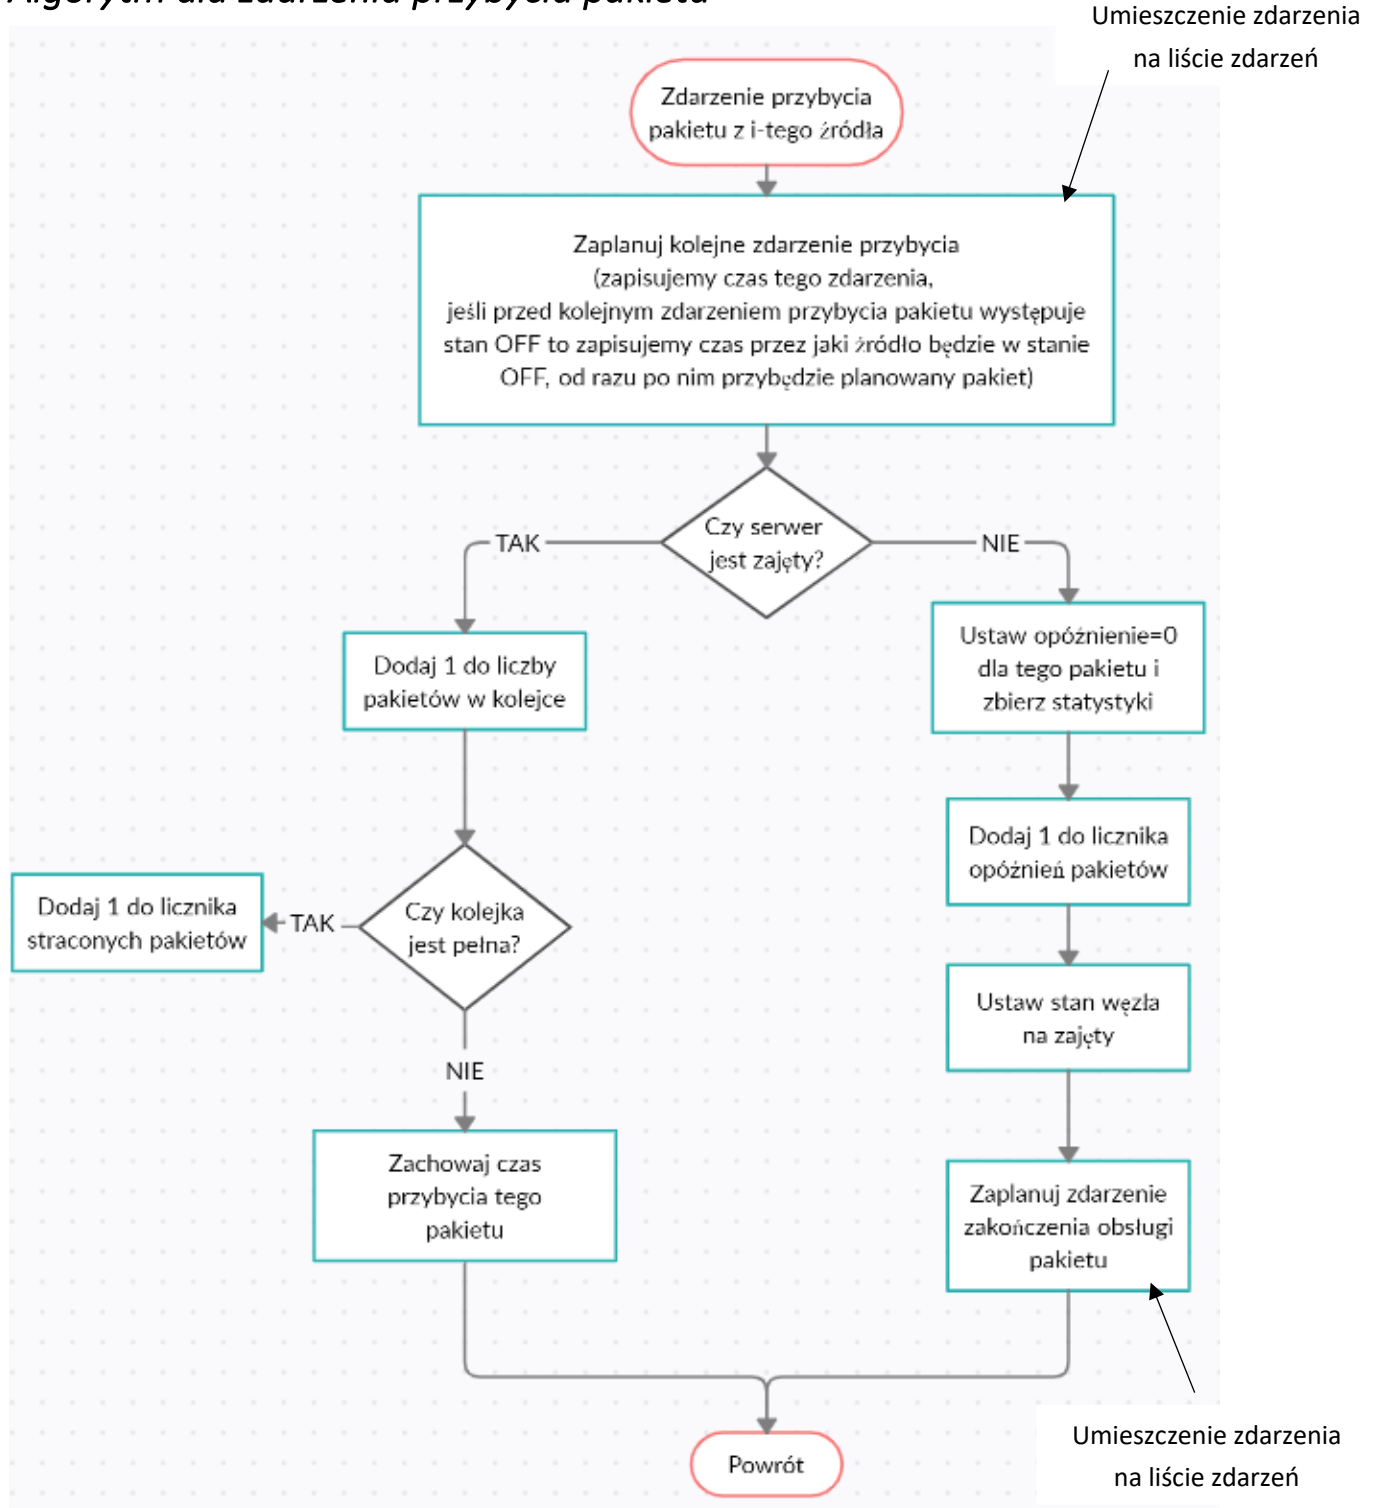 Algorytm dla zdarzenia przybycia pakietu
Umieszczenie zdarzenia
na liście zdarzeń
Zdarzenie przybycia
pakietu z i-tego źródła
Zaplanuj kolejne zdarzenie przybycia
(zapisujemy czas tego zdarzenia,
jeśli przed kolejnym zdarzeniem przybycia pakietu występuje
stan OFF to zapisujemy czas przez jaki źródło będzie w stanie
OFF, od razu po nim przybędzie planowany pakiet)
Czy serwer
jest zajęty?
TAK
NIE
Dodaj 1 do liczby
pakietów w kolejce
Ustaw opóźnienie=0
dla tego pakietu i
zbierz statystyki
Dodaj 1 do licznika
opóźnień pakietów
Czy kolejka
jest pełna?
TAK
Dodaj 1 do licznika
straconych pakietów
Ustaw stan węzła
na zajęty
NIE
Zachowaj czas
przybycia tego
pakietu
Zaplanuj zdarzenie
zakończenia obsługi
pakietu
Powrót
Umieszczenie zdarzenia
na liście zdarzeń